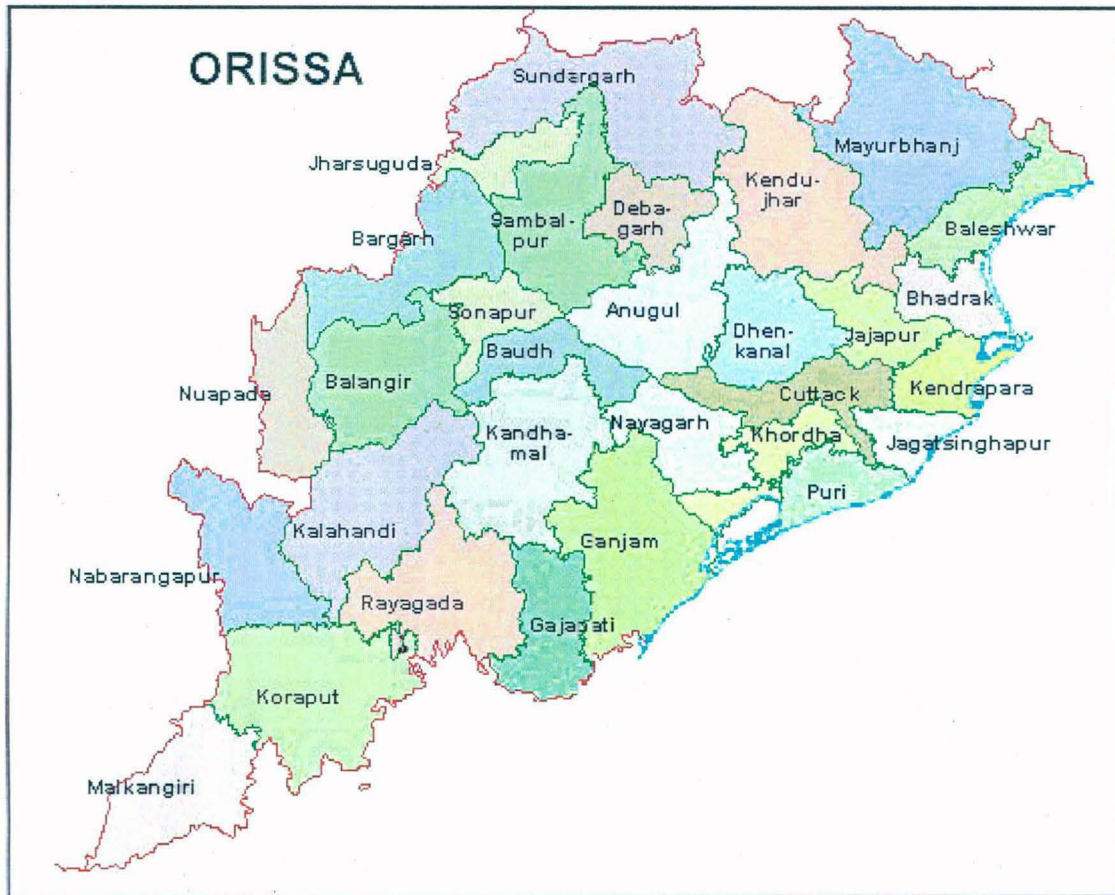 ORISSA
Sundargarh
Mayurbhanj
Jharsuguda
Kendu-
jhar
Deba-
garh
Sambal-
pur
Bargarh
Baleshwar
Bhadrak
Sonapur
Anugul
Dhen-
kanal
Jajapur
Baudh
Balangir
Nuapada
Cuttack
Kendrapara
Nayagarh
Khordha
Jagatsinghapur
Kandha-
mal
Puri
Kalahandi
Ganjam
Nabarangapur
Rayagada
Gajapati
Koraput
Malkangiri